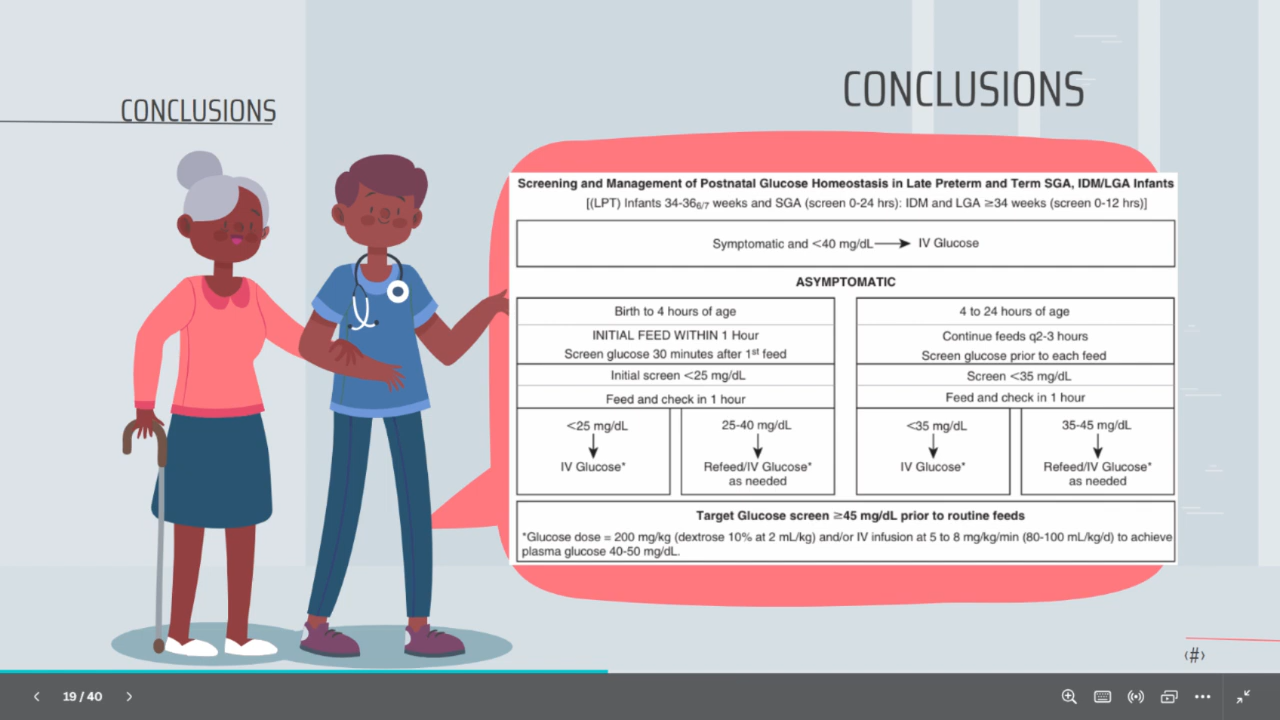 CONCLUSIONS
CONCLUSIONS
Screening and Management of Postnatal Glucose Homeostasis in Late Preterm and Term SGA, IDM/LGA Infants
[(LPT) Infants 34-366/7 weeks and SGA (screen 0-24 hrs): IDM and LGA ≥34 weeks (screen 0-12 hrs)]
Symptomatic and <40 mg/dL → IV Glucose
ASYMPTOMATIC
Birth to 4 hours of age
INITIAL FEED WITHIN 1 Hour
Screen glucose 30 minutes after 1st feed
Initial screen <25 mg/dL
Feed and check in 1 hour
<25 mg/dL
IV Glucose*
25-40 mg/dL
Refeed/IV Glucose*
as needed
4 to 24 hours of age
Continue feeds q2-3 hours
Screen glucose prior to each feed
Screen <35 mg/dL
Feed and check in 1 hour
<35 mg/dL
IV Glucose*
35-45 mg/dL
Refeed/IV Glucose*
as needed
Target Glucose screen ≥45 mg/dL prior to routine feeds
*Glucose dose = 200 mg/kg (dextrose 10% at 2 mL/kg) and/or IV infusion at 5 to 8 mg/kg/min (80-100 mL/kg/d) to achieve
plasma glucose 40-50 mg/dL.
‹#›
19 / 40